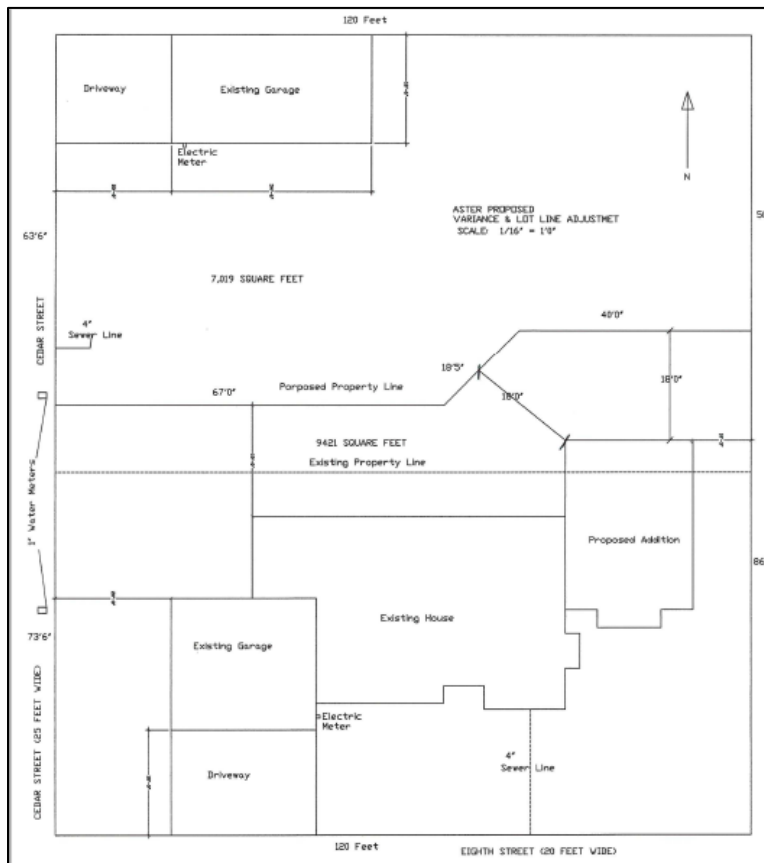 120 Feet
Driveway
Existing Garage
Electric
Meter
N
ASTER PROPOSED
VARIANCE & LOT LINE ADJUSTMET
SCALE: 1/16" = 1'0"
63'6"
7,019 SQUARE FEET
40'0"
4"
Sewer Line
CEDAR STREET
18'5"
18'0"
18'0"
67'0"
Porposed Property Line
9421 SQUARE FEET
Existing Property Line
1" Water Meters
Proposed Addition
86
Existing House
73'6"
Existing Garage
Electric
Meter
4"
Sewer Line
Driveway
CEDAR STREET (25 FEET WIDE)
120 Feet
EIGHTH STREET (20 FEET WIDE)